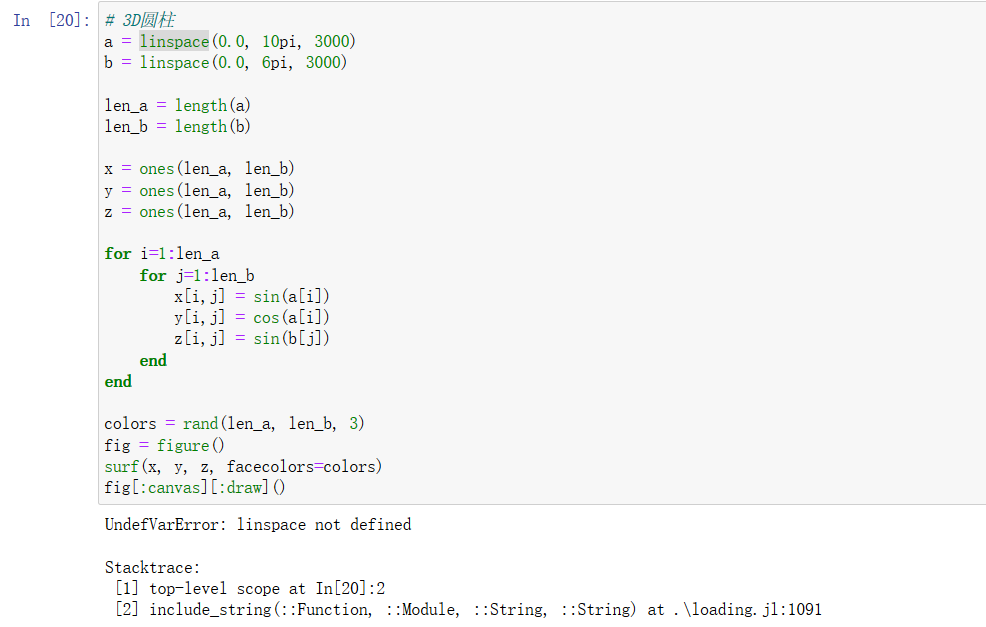 In [20]: # 3D圆柱
a = linspace(0.0, 10pi, 3000)
b = linspace(0.0, 6pi, 3000)
len_a = length(a)
len_b = length(b)
x = ones(len_a, len_b)
y = ones(len_a, len_b)
z = ones(len_a, len_b)
for i=1:len_a
    for j=1:len_b
        x[i,j] = sin(a[i])
        y[i,j] = cos(a[i])
        z[i,j] = sin(b[j])
    end
end
colors = rand(len_a, len_b, 3)
fig = figure()
surf(x, y, z, facecolors=colors)
fig[:canvas][:draw]()
UndefVarError: linspace not defined
Stacktrace:
 [1] top-level scope at In[20]:2
 [2] include_string(::Function, ::Module, ::String, ::String) at .\loading.jl:1091